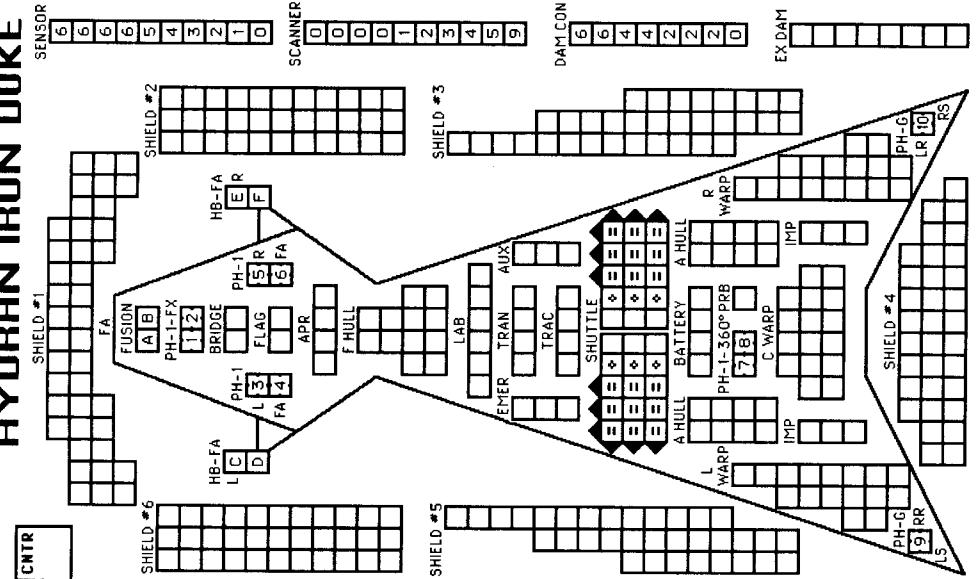 HYDRAN IRON DUKE
CNTR
SHIELD #1
SENSOR
6 6 6 6 5 4 3 2 1 0
SCANNER
0 0 0 0 1 2 3 4 5 9
DAM CON
6 6 4 4 2 2 2 0
EX DAM
SHIELD #2
SHIELD #3
SHIELD #6
SHIELD #5
FA
FUSION
A B
PH-1-FX
1 2
BRIDGE
FLAG
APR
PH-1
L 3
FA 4
PH-1
5 R
6 FA
HB-FA
L C
D
HB-FA
E R
F
F HULL
LAB
EMER
TRAN
AUX
TRAC
SHUTTLE
BATTERY
A HULL
A HULL
PH-1-360°
7 8
PRB
C WARP
IMP
IMP
L WARP
R WARP
PH-G
9 RR
LS
PH-G
LR 10
RS
SHIELD #4